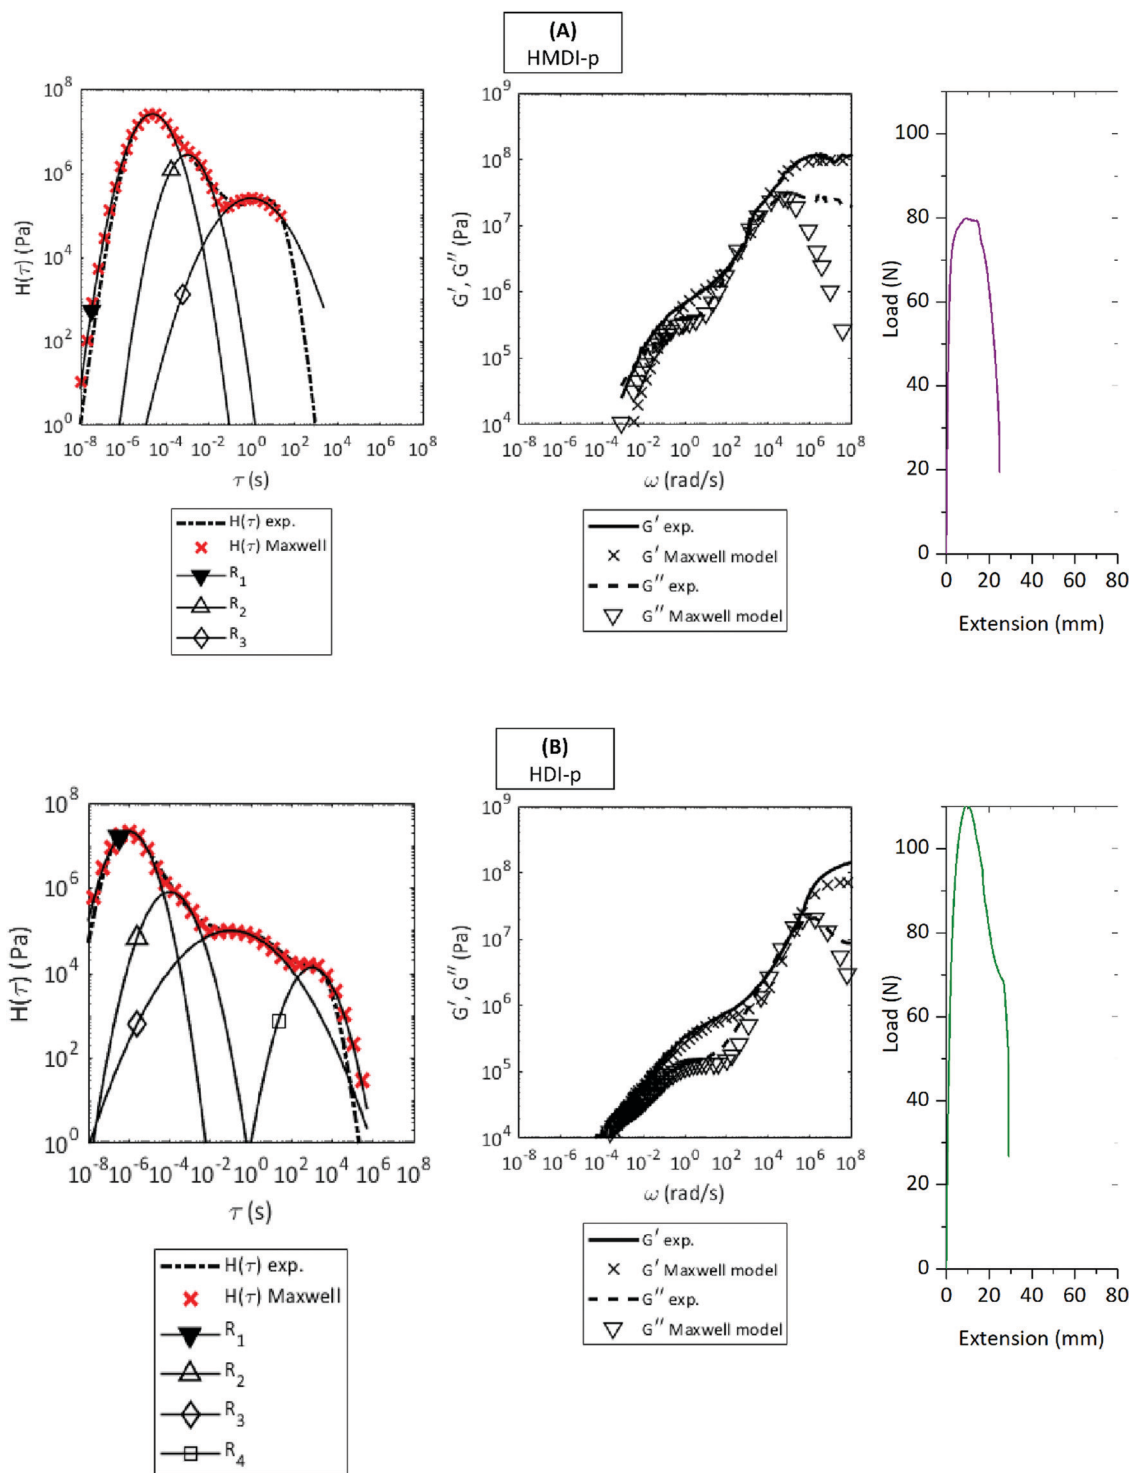 (A)
HMDI-p
10^8
10^6
10^4
10^2
10^0
H(τ) (Pa)
10^-8 10^-6 10^-4 10^-2 10^0 10^2 10^4 10^6 10^8
τ (s)
H(τ) exp.
H(τ) Maxwell
R_1
R_2
R_3
10^9
10^8
10^7
10^6
10^5
10^4
G′, G″ (Pa)
10^-8 10^-6 10^-4 10^-2 10^0 10^2 10^4 10^6 10^8
ω (rad/s)
G′ exp.
G′ Maxwell model
G″ exp.
G″ Maxwell model
100
80
60
40
20
0
Load (N)
0 20 40 60 80
Extension (mm)
(B)
HDI-p
10^8
10^6
10^4
10^2
10^0
H(τ) (Pa)
10^-8 10^-6 10^-4 10^-2 10^0 10^2 10^4 10^6 10^8
τ (s)
H(τ) exp.
H(τ) Maxwell
R_1
R_2
R_3
R_4
10^9
10^8
10^7
10^6
10^5
10^4
G′, G″ (Pa)
10^-8 10^-6 10^-4 10^-2 10^0 10^2 10^4 10^6 10^8
ω (rad/s)
G′ exp.
G′ Maxwell model
G″ exp.
G″ Maxwell model
100
80
60
40
20
0
Load (N)
0 20 40 60 80
Extension (mm)